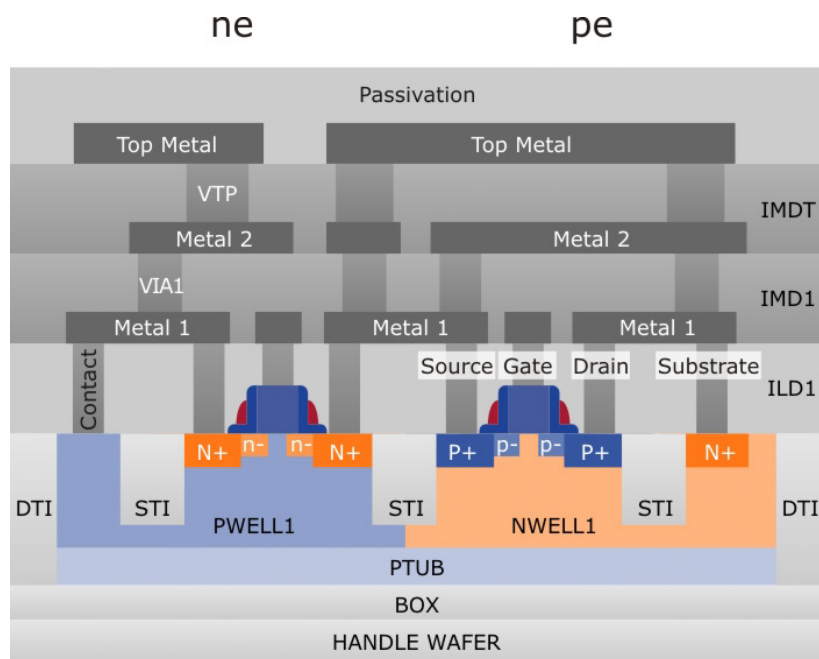 ne pe
Passivation
Top Metal Top Metal
VTP
IMDT
Metal 2 Metal 2
VIA1
IMD1
Metal 1 Metal 1 Metal 1
Contact
Source Gate Drain Substrate
ILD1
N+ n- n- N+ P+ p- p- P+ N+
DTI STI STI STI DTI
PWELL1 NWELL1
PTUB
BOX
HANDLE WAFER